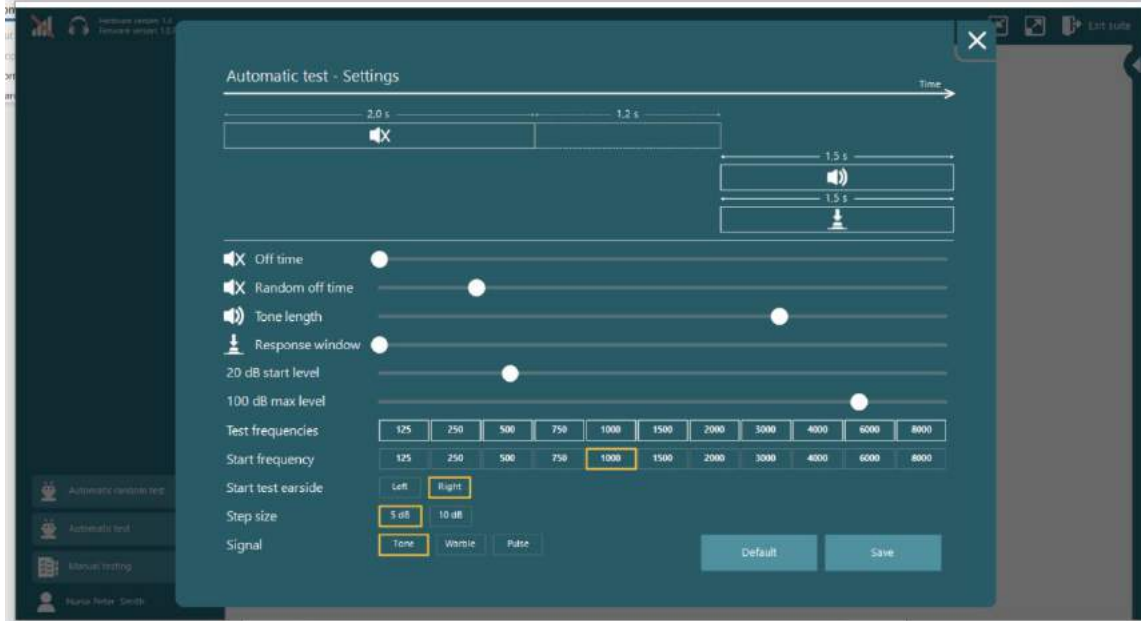 Hardware version 1.0
Exit suite
Automatic test - Settings
Time
2.0 s
1.2 s
1.5 s
1.5 s
Off time
Random off time
Tone length
Response window
20 dB start level
100 dB max level
Test frequencies 125 250 500 750 1000 1500 2000 3000 4000 6000 8000
Start frequency 125 250 500 750 1000 1500 2000 3000 4000 6000 8000
Start test earside Left Right
Step size 5 dB 10 dB
Signal Tone Warble Pulse
Default Save
Automatic random test
Automatic test
Manual testing
Nurse Peter Smith